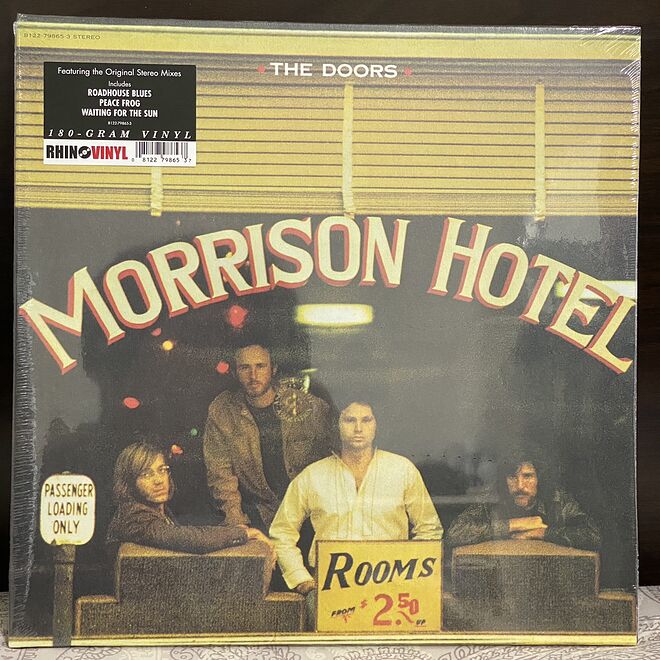 8122-79865-3 STEREO
THE DOORS
Featuring the Original Stereo Mixes
Includes
ROADHOUSE BLUES
PEACE FROG
WAITING FOR THE SUN
8122798653
180-GRAM VINYL
RHINO VINYL
0 8122 79865 3
MORRISON HOTEL
PASSENGER
LOADING
ONLY
ROOMS
FROM $2.50 UP